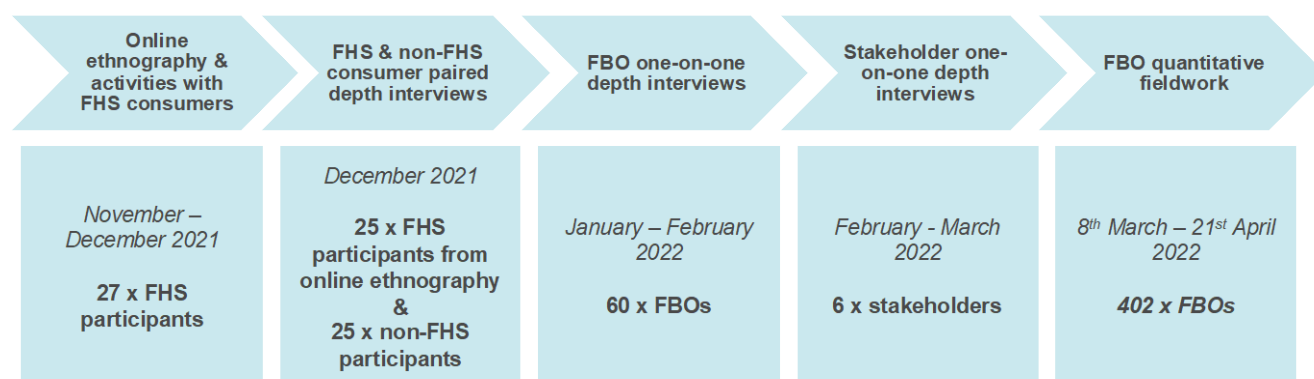 Online
ethnography &
activities with
FHS consumers
FHS & non-FHS
consumer paired
depth interviews
FBO one-on-one
depth interviews
Stakeholder one-
on-one depth
interviews
FBO quantitative
fieldwork
November –
December 2021
27 x FHS
participants
December 2021
25 x FHS
participants from
online ethnography
&
25 x non-FHS
participants
January – February
2022
60 x FBOs
February - March
2022
6 x stakeholders
8th March – 21st April
2022
402 x FBOs